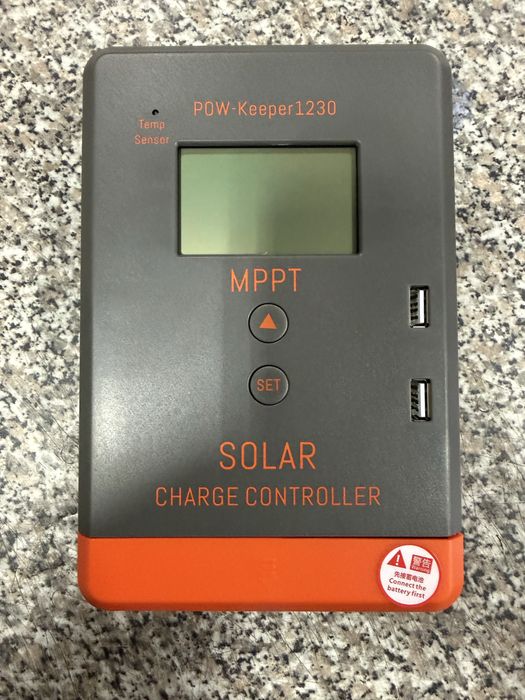 POW-Keeper1230
Temp
Sensor
MPPT
SET
SOLAR
CHARGE CONTROLLER
警告
Warning
先接蓄电池
Connect the
battery first